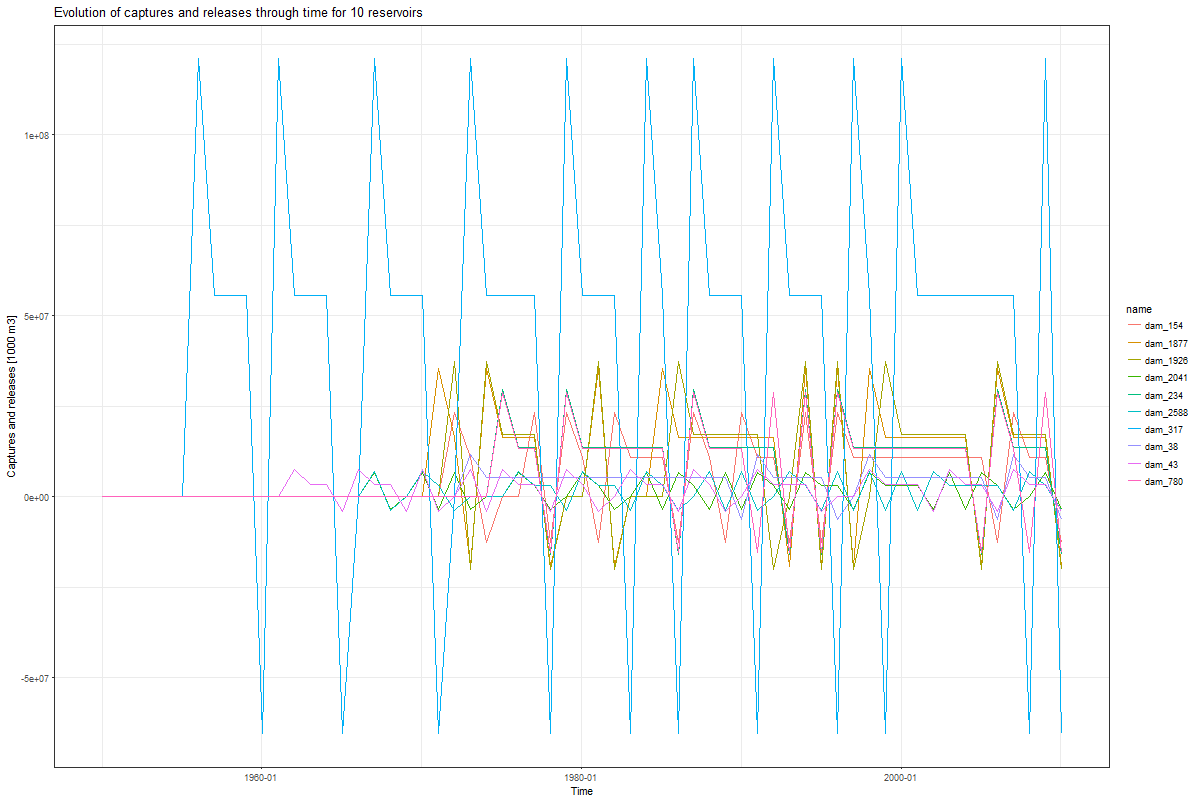 Evolution of captures and releases through time for 10 reservoirs
Captures and releases [1000 m3]
1e+08
5e+07
0e+00
-5e+07
1960-01
1980-01
2000-01
Time
name
dam_154
dam_1877
dam_1926
dam_2041
dam_234
dam_2588
dam_317
dam_38
dam_43
dam_780